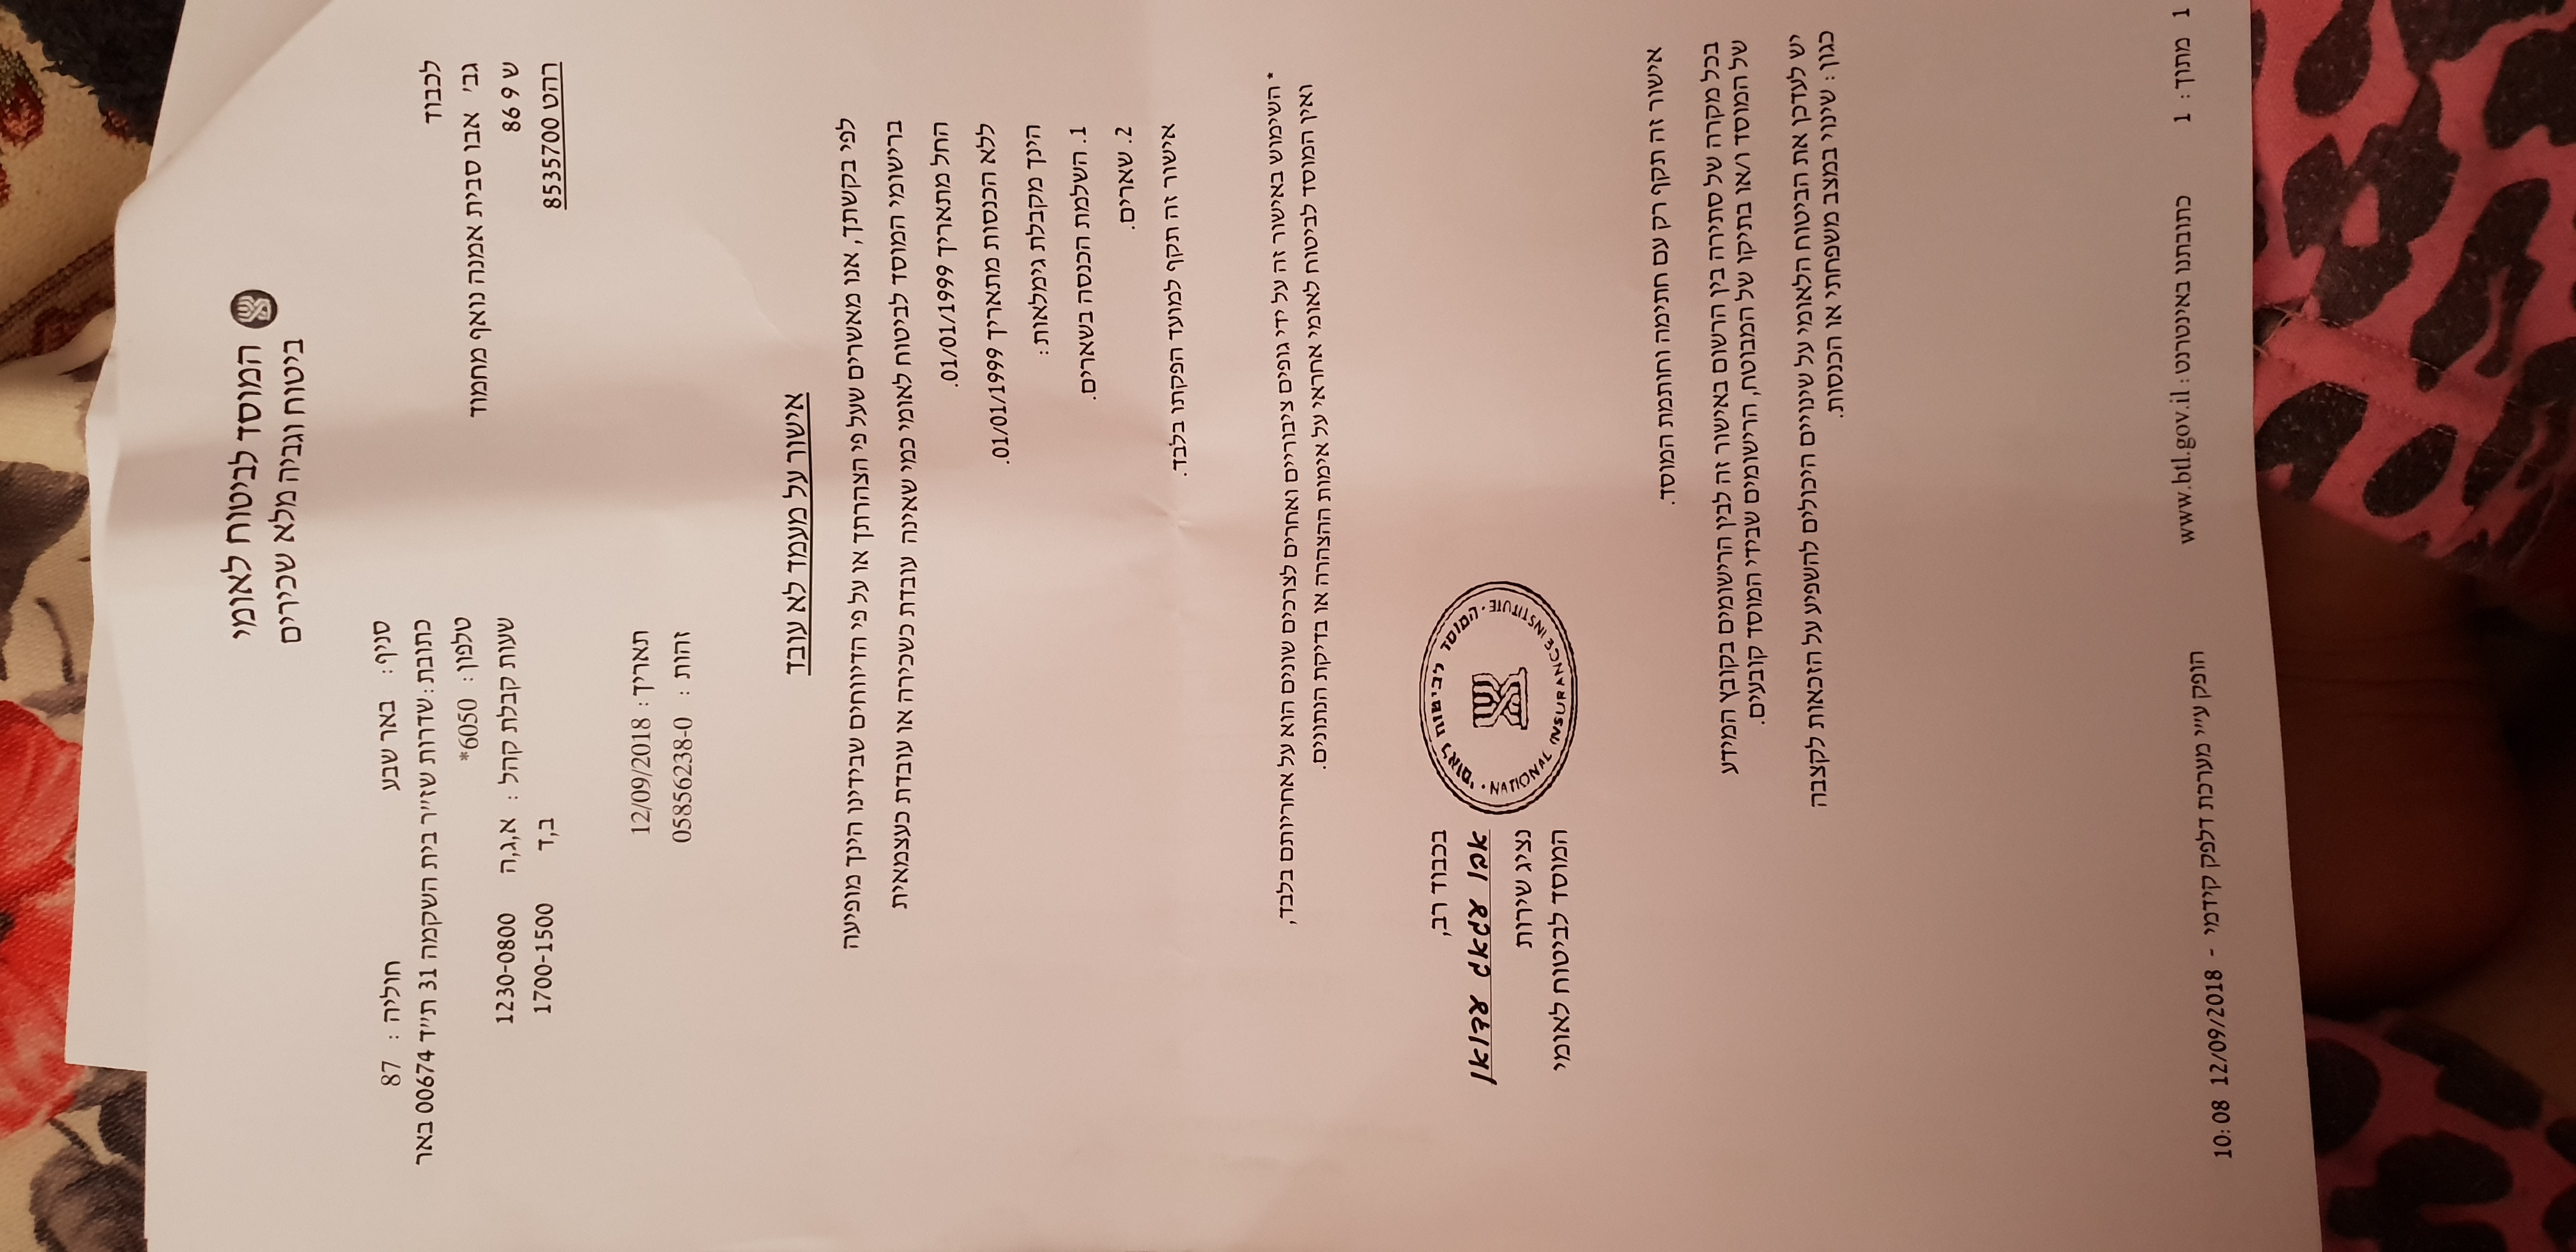 המוסד לביטוח לאומי
ביטוח וגביה מלא שכירים
סניף: באר שבע חוליה : 87
כתובת: שדרות שז״ר בית השקמה 31 ת״ד 00674 באר
טלפון: 6050*
שעות קבלת קהל : א,ג,ה 1230-0800
ב,ד 1700-1500
לכבוד
גב' אבו סבית אמנה נואף מחמוד
ש 9 86
רהט 8535700
תאריך: 12/09/2018
זהות : 05856238-0
אישור על מעמד לא עובד
לפי בקשתך, אנו מאשרים שעל פי הצהרתך או על פי הדיווחים שבידינו הינך מופיעה
ברישומי המוסד לביטוח לאומי כמי שאינה עובדת כשכירה או עובדת כעצמאית
החל מתאריך 01/01/1999.
ללא הכנסות מתאריך 01/01/1999.
הינך מקבלת גימלאות:
1. השלמת הכנסה בשארים.
2. שארים.
אישור זה תקף למועד הפקתו בלבד.
* השימוש באישור זה על ידי גופים ציבוריים ואחרים לצרכים שונים הוא על אחריותם בלבד,
ואין המוסד לביטוח לאומי אחראי על אימות ההצהרה או בדיקת הנתונים.
בכבוד רב,
אבו עגאג עדואן
נציג שירות
המוסד לביטוח לאומי
המוסד לביטוח לאומי
NATIONAL INSURANCE INSTITUTE
אישור זה תקף רק עם חתימה וחותמת המוסד.
בכל מקרה של סתירה בין הרשום באישור זה לבין הרישומים בקובץ המידע
של המוסד ו/או בתיקו של המבוטח, הרישומים שבידי המוסד קובעים.
יש לעדכן את הביטוח הלאומי על שינויים היכולים להשפיע על הזכאות לקצבה
כגון: שינוי במצב משפחתי או הכנסות.
1 מתוך: 1 כתובתנו באינטרנט: www.btl.gov.il
הופק ע״י מערכת דלפק קידמי - 12/09/2018 10:08